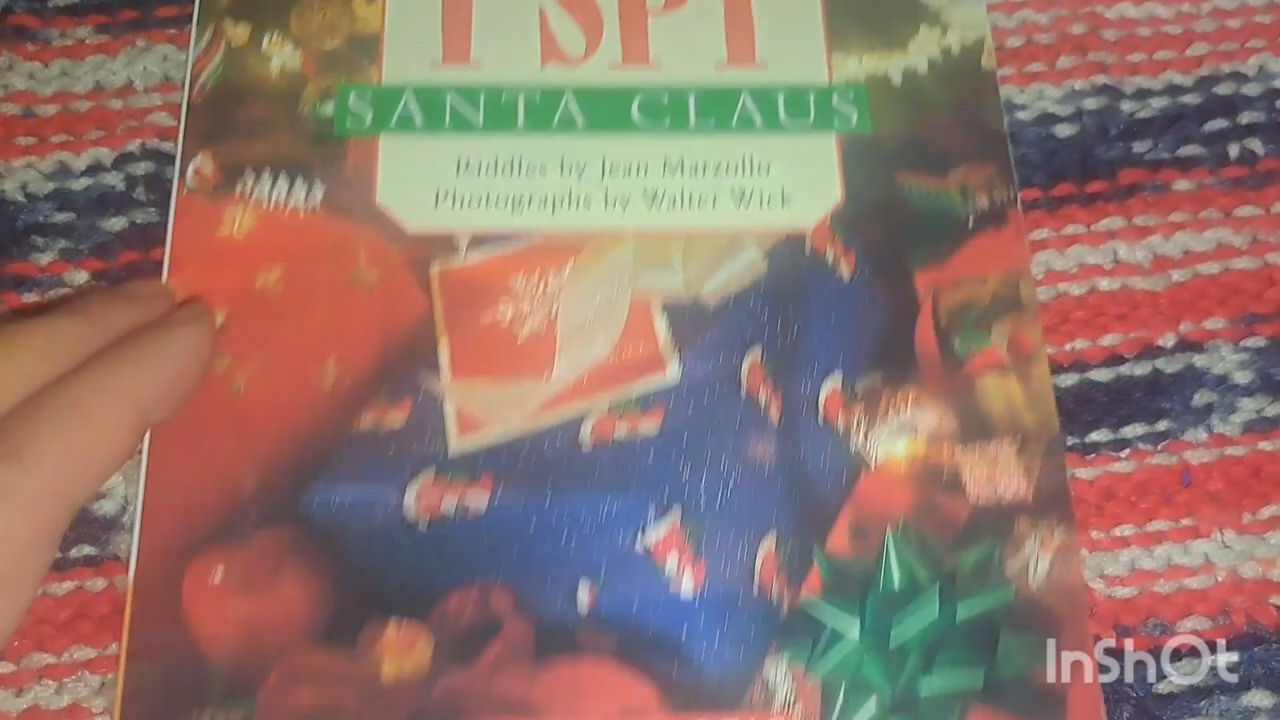 I SPY
SANTA CLAUS
Riddles by Jean Marzollo
Photographs by Walter Wick
InShOt